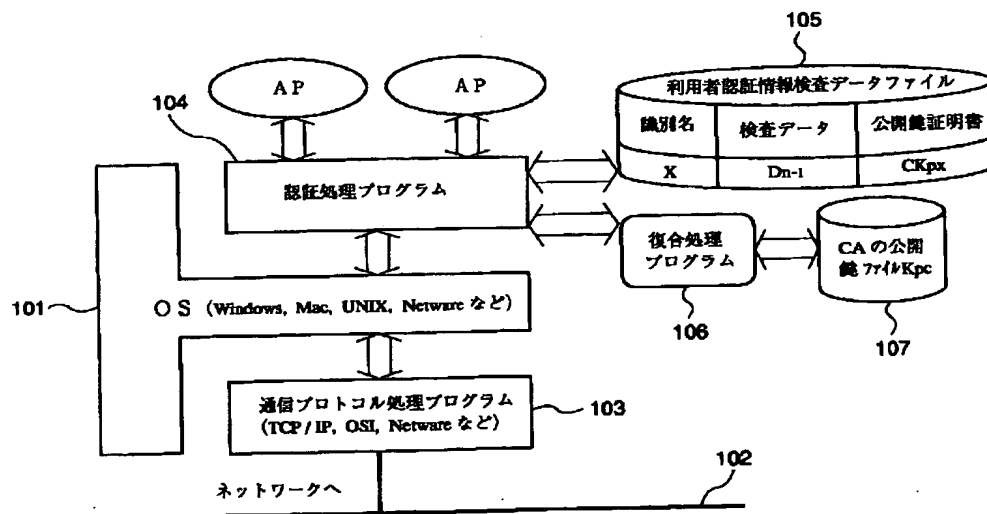 105
AP
AP
104
利用者認証情報検査データファイル
識別名
検査データ
公開鍵証明書
X
Dn-1
CKpx
認証処理プログラム
復合処理
プログラム
CAの公開
鍵ファイルKpc
101
OS (Windows, Mac, UNIX, Netware など)
106
107
通信プロトコル処理プログラム
(TCP / IP, OSI, Netware など)
103
102
ネットワークへ